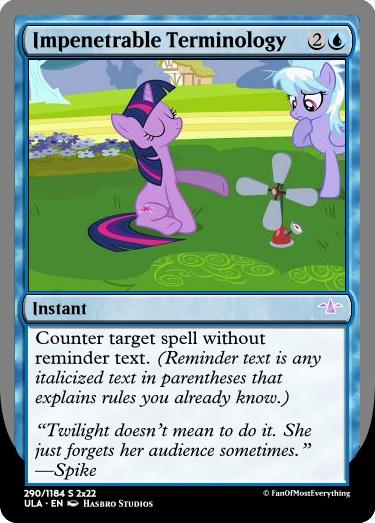 Impenetrable Terminology 2
Instant
Counter target spell without
reminder text. (Reminder text is any
italicized text in parentheses that
explains rules you already know.)
“Twilight doesn’t mean to do it. She
just forgets her audience sometimes.”
—Spike
290/1184 S 2x22
ULA • EN HASBRO STUDIOS
© FanOfMostEverything